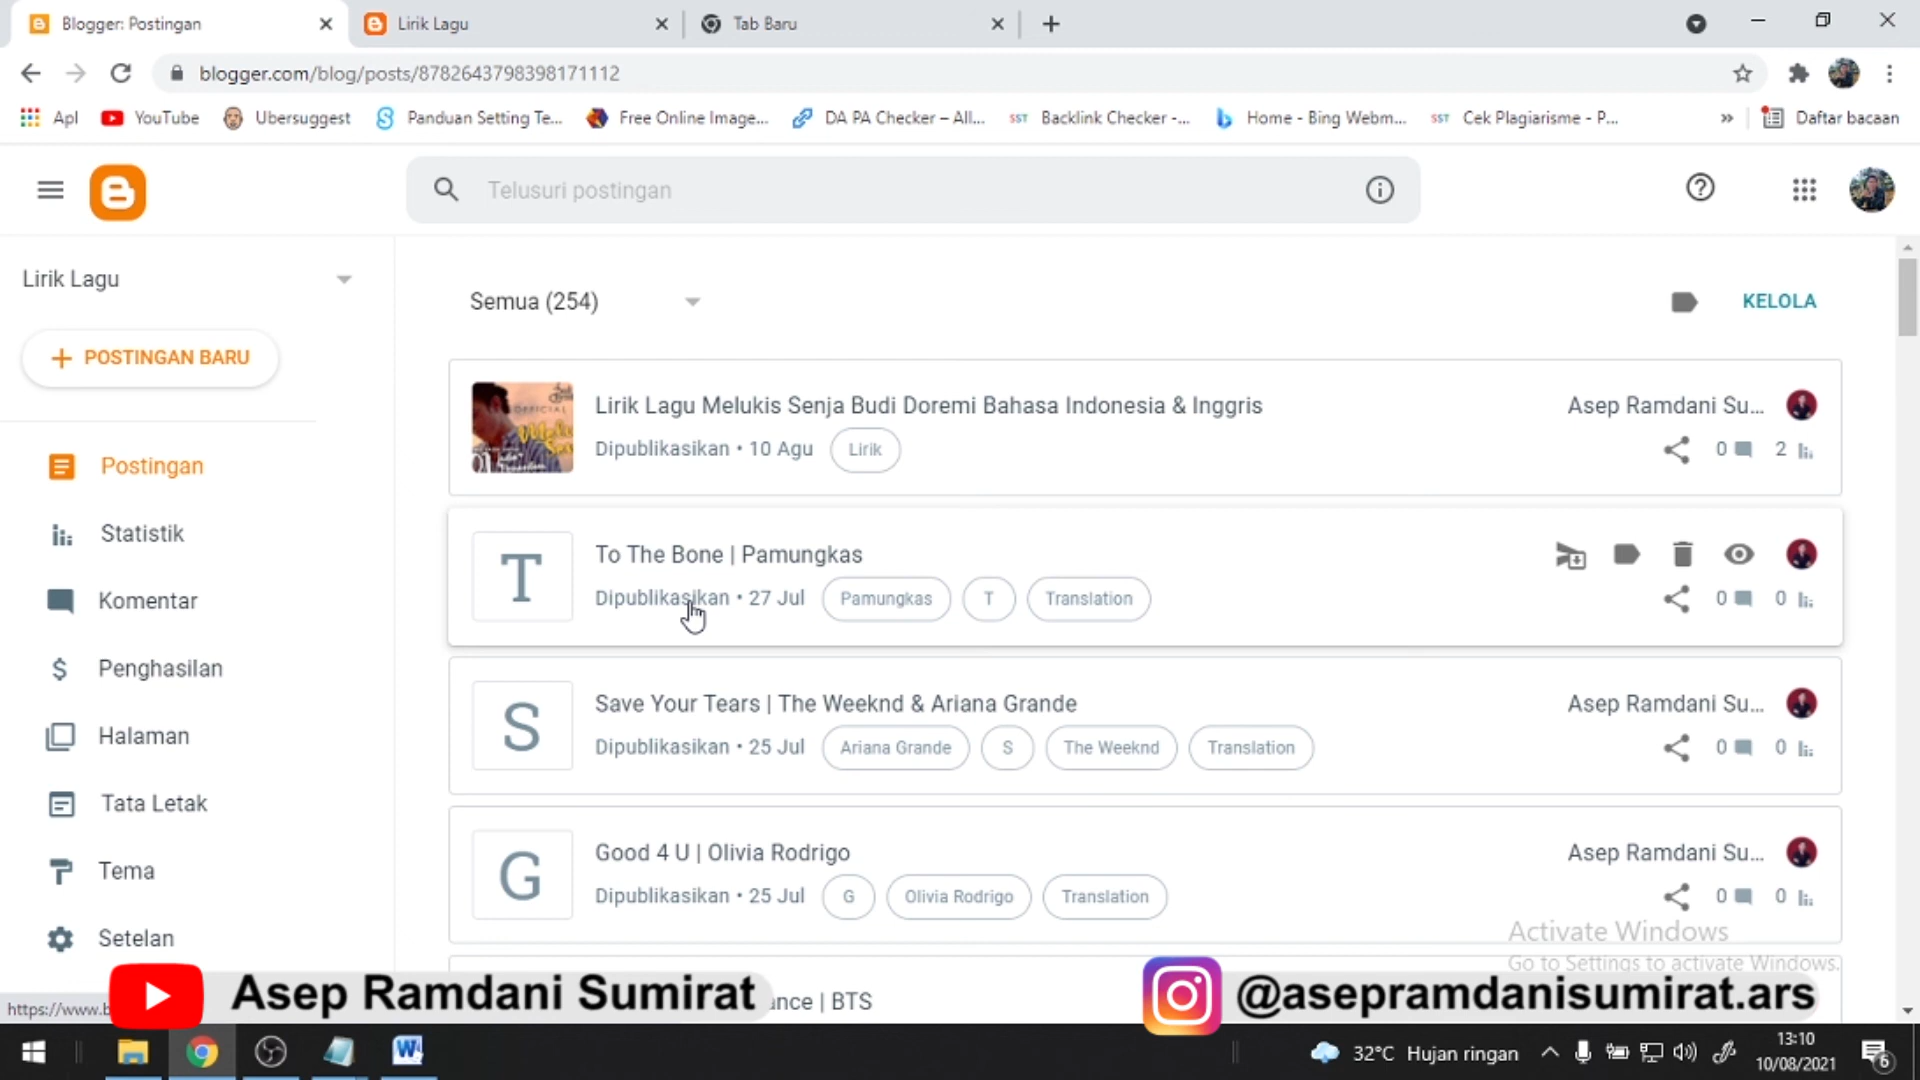 Blogger: Postingan
Lirik Lagu
Tab Baru
blogger.com/blog/posts/8782643798398171112
Apl
YouTube
Ubersuggest
Panduan Setting Te...
Free Online Image...
DA PA Checker – All...
SST
Backlink Checker -...
Home - Bing Webm...
SST
Cek Plagiarisme - P...
»
Daftar bacaan
Telusuri postingan
Lirik Lagu
POSTINGAN BARU
Postingan
Statistik
Komentar
Penghasilan
Halaman
Tata Letak
Tema
Setelan
Semua (254)
KELOLA
Lirik Lagu Melukis Senja Budi Doremi Bahasa Indonesia & Inggris
Asep Ramdani Su...
OFFICIAL
Dipublikasikan • 10 Agu
Lirik
0
2
T
To The Bone | Pamungkas
Dipublikasikan • 27 Jul
Pamungkas
T
Translation
0
0
S
Save Your Tears | The Weeknd & Ariana Grande
Asep Ramdani Su...
Dipublikasikan • 25 Jul
Ariana Grande
S
The Weeknd
Translation
0
0
G
Good 4 U | Olivia Rodrigo
Asep Ramdani Su...
Dipublikasikan • 25 Jul
G
Olivia Rodrigo
Translation
0
0
Activate Windows
Go to Settings to activate Windows.
ance | BTS
https://www.b
Asep Ramdani Sumirat
@asepramdanisumirat.ars
32°C Hujan ringan
13:10
10/08/2021
6